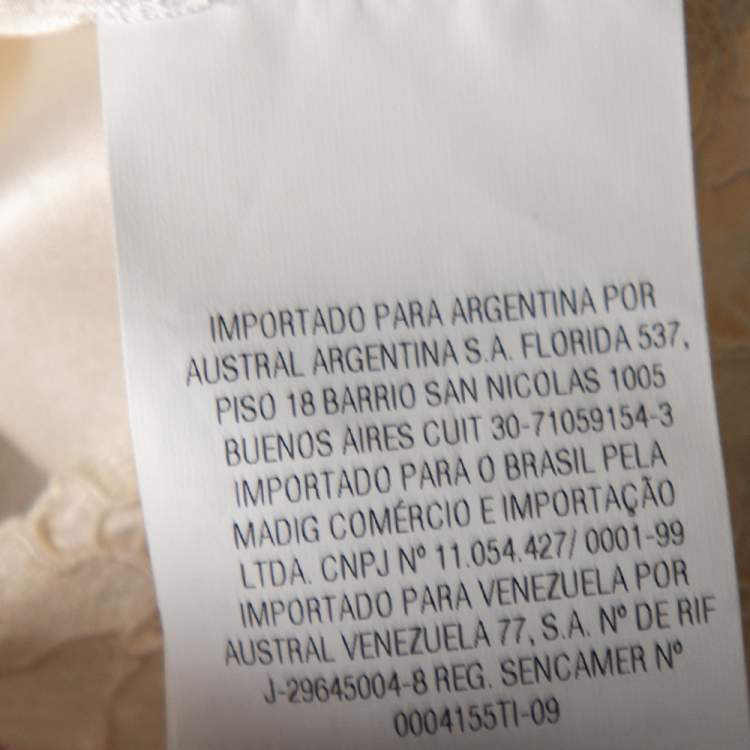 IMPORTADO PARA ARGENTINA POR
AUSTRAL ARGENTINA S.A. FLORIDA 537,
PISO 18 BARRIO SAN NICOLAS 1005
BUENOS AIRES CUIT 30-71059154-3
IMPORTADO PARA O BRASIL PELA
MADIG COMÉRCIO E IMPORTAÇÃO
LTDA. CNPJ Nº 11.054.427/ 0001-99
IMPORTADO PARA VENEZUELA POR
AUSTRAL VENEZUELA 77, S.A. Nº DE RIF
J-29645004-8 REG. SENCAMER Nº
0004155TI-09